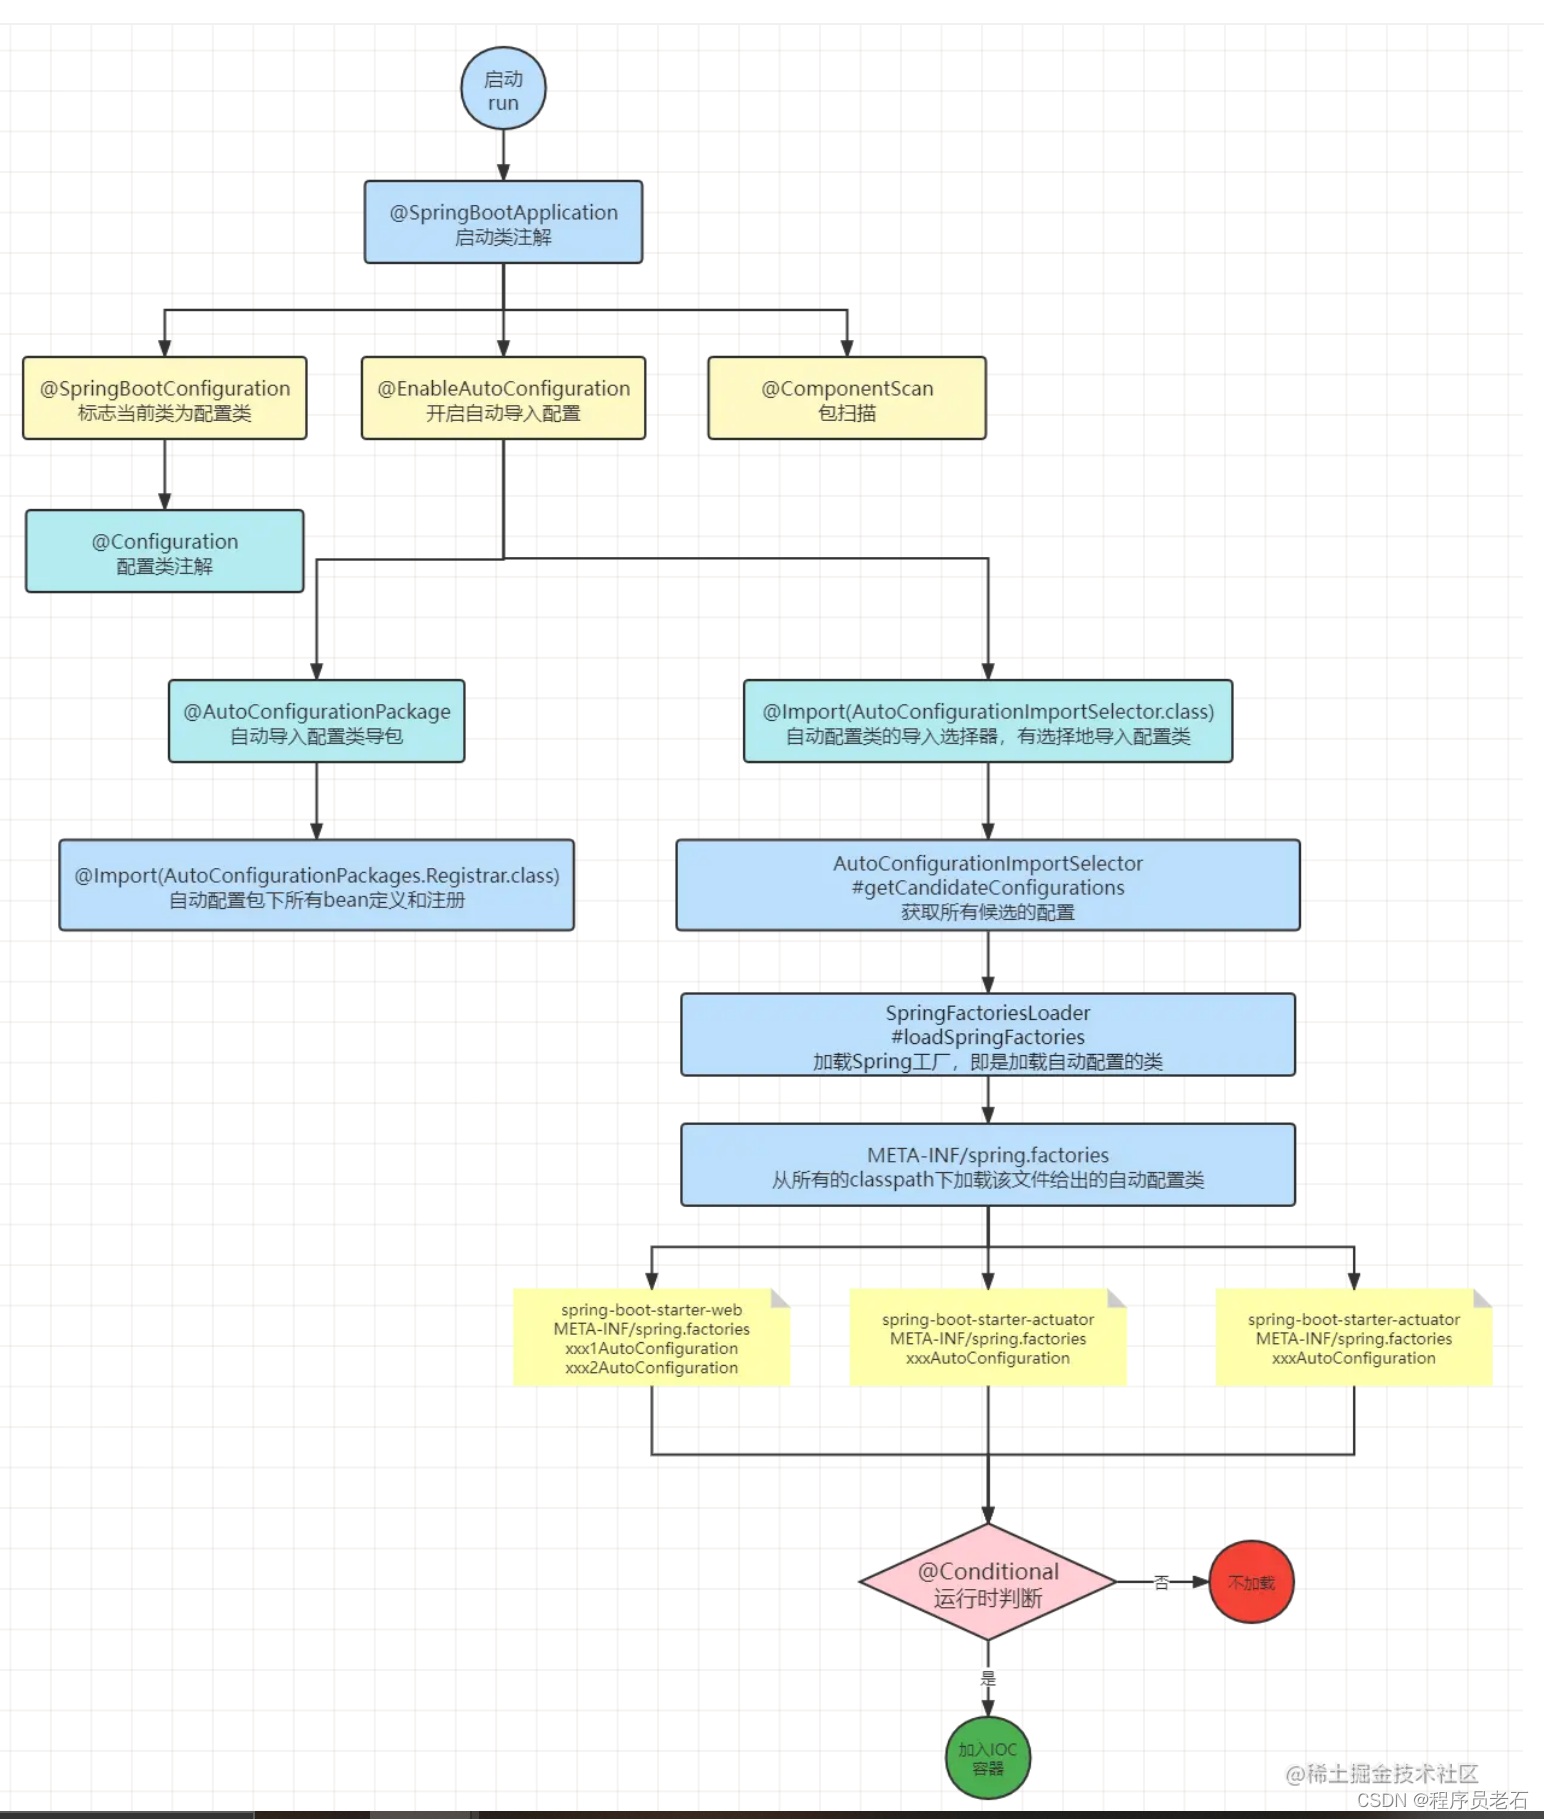 启动
run
@SpringBootApplication
启动类注解
@SpringBootConfiguration
标志当前类为配置类
@EnableAutoConfiguration
开启自动导入配置
@ComponentScan
包扫描
@Configuration
配置类注解
@AutoConfigurationPackage
自动导入配置类导包
@Import(AutoConfigurationImportSelector.class)
自动配置类的导入选择器，有选择地导入配置类
@Import(AutoConfigurationPackages.Registrar.class)
自动配置包下所有bean定义和注册
AutoConfigurationImportSelector
#getCandidateConfigurations
获取所有候选的配置
SpringFactoriesLoader
#loadSpringFactories
加载Spring工厂，即是加载自动配置的类
META-INF/spring.factories
从所有的classpath下加载该文件给出的自动配置类
spring-boot-starter-web
META-INF/spring.factories
xxx1AutoConfiguration
xxx2AutoConfiguration
spring-boot-starter-actuator
META-INF/spring.factories
xxxAutoConfiguration
spring-boot-starter-actuator
META-INF/spring.factories
xxxAutoConfiguration
@Conditional
运行时判断
否
不加载
是
加入IOC
容器
@稀土掘金技术社区
CSDN @程序员老石